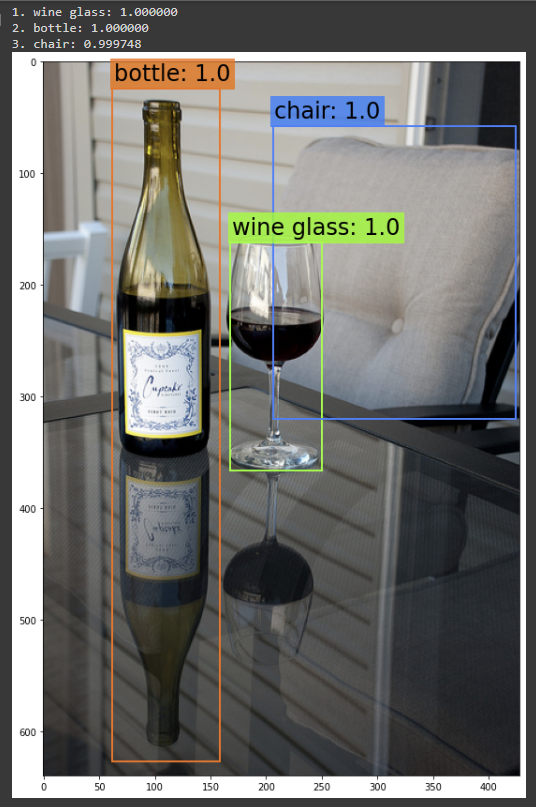 1. wine glass: 1.000000
2. bottle: 1.000000
3. chair: 0.999748
bottle: 1.0
chair: 1.0
wine glass: 1.0
Cupcake
PINOT NOIR
0
100
200
300
400
500
600
0 50 100 150 200 250 300 350 400